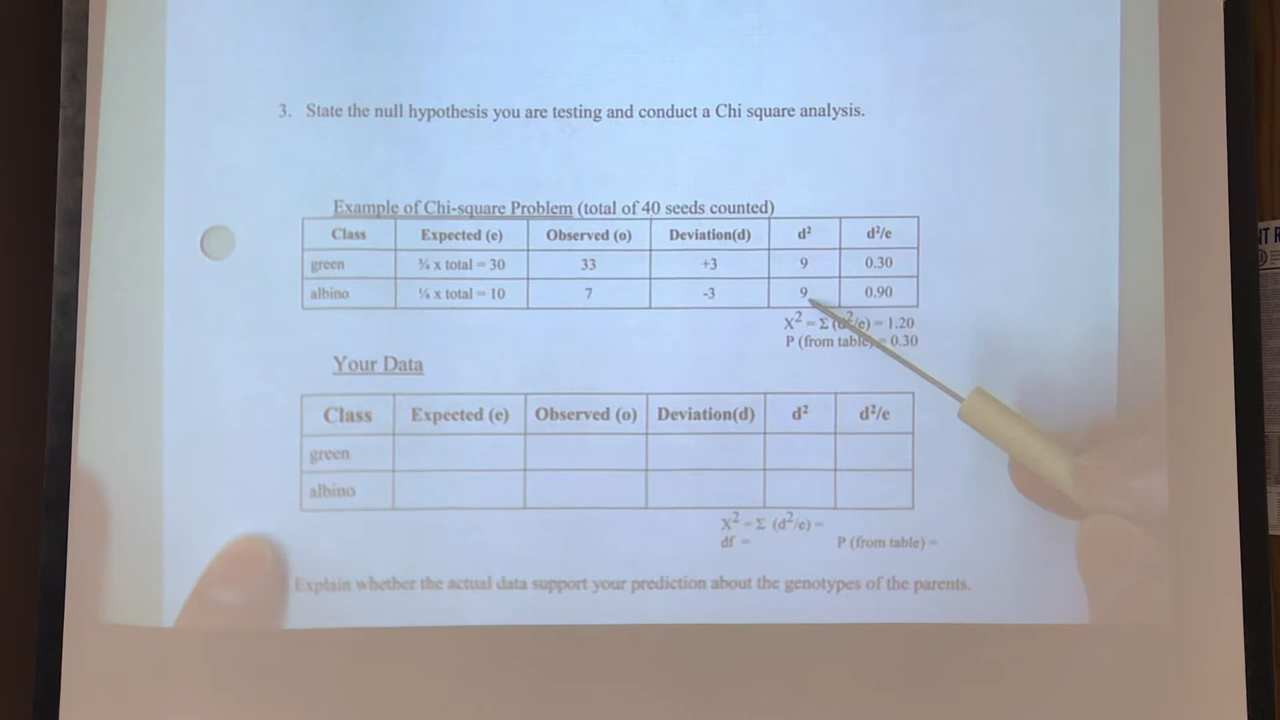 3. State the null hypothesis you are testing and conduct a Chi square analysis.
Example of Chi-square Problem (total of 40 seeds counted)
Class Expected (e) Observed (o) Deviation(d) d² d²/e
green ¾ x total = 30 33 +3 9 0.30
albino ¼ x total = 10 7 -3 9 0.90
X² = Σ (d²/e) = 1.20
P (from table) = 0.30
Your Data
Class Expected (e) Observed (o) Deviation(d) d² d²/e
green
albino
X² = Σ (d²/e) =
df = P (from table) =
Explain whether the actual data support your prediction about the genotypes of the parents.